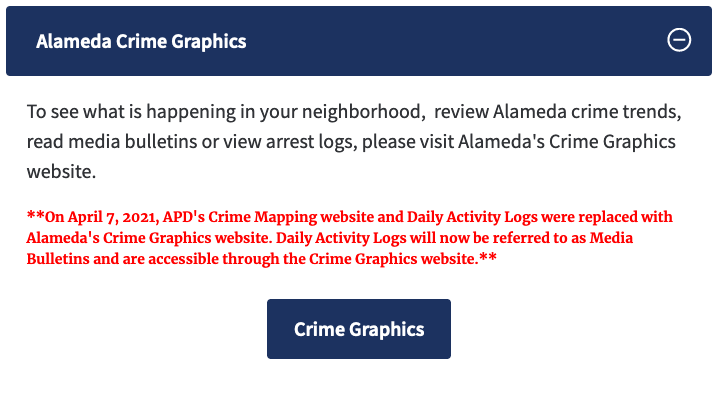 Alameda Crime Graphics
To see what is happening in your neighborhood,  review Alameda crime trends,
read media bulletins or view arrest logs, please visit Alameda's Crime Graphics
website.
**On April 7, 2021, APD's Crime Mapping website and Daily Activity Logs were replaced with
Alameda's Crime Graphics website. Daily Activity Logs will now be referred to as Media
Bulletins and are accessible through the Crime Graphics website.**
Crime Graphics